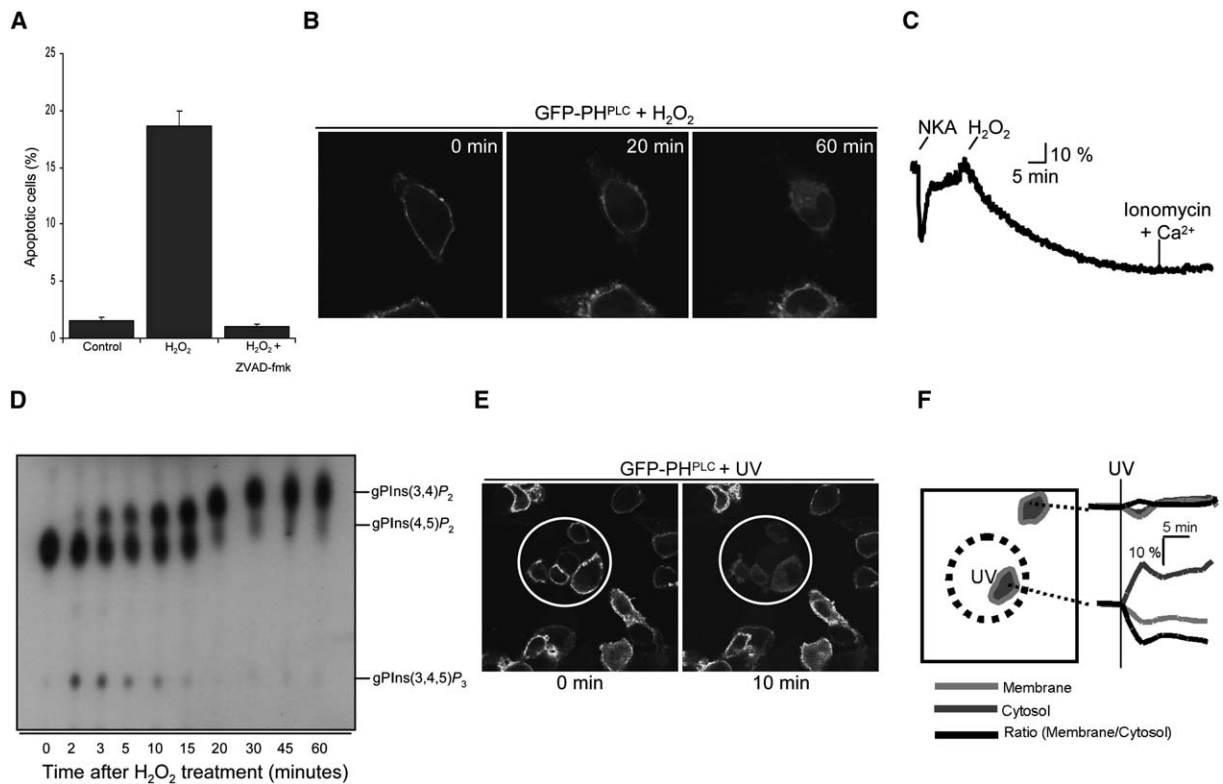 A
25
20
15
10
5
0
Apoptotic cells (%)
Control
H₂O₂
H₂O₂ +
ZVAD-fmk
B
GFP-PHᴾᴸᶜ + H₂O₂
0 min
20 min
60 min
C
NKA
H₂O₂
10 %
5 min
Ionomycin
+ Ca²⁺
D
gPIns(3,4)P₂
gPIns(4,5)P₂
gPIns(3,4,5)P₃
0 2 3 5 10 15 20 30 45 60
Time after H₂O₂ treatment (minutes)
E
GFP-PHᴾᴸᶜ + UV
0 min
10 min
F
UV
UV
5 min
10 %
Membrane
Cytosol
Ratio (Membrane/Cytosol)